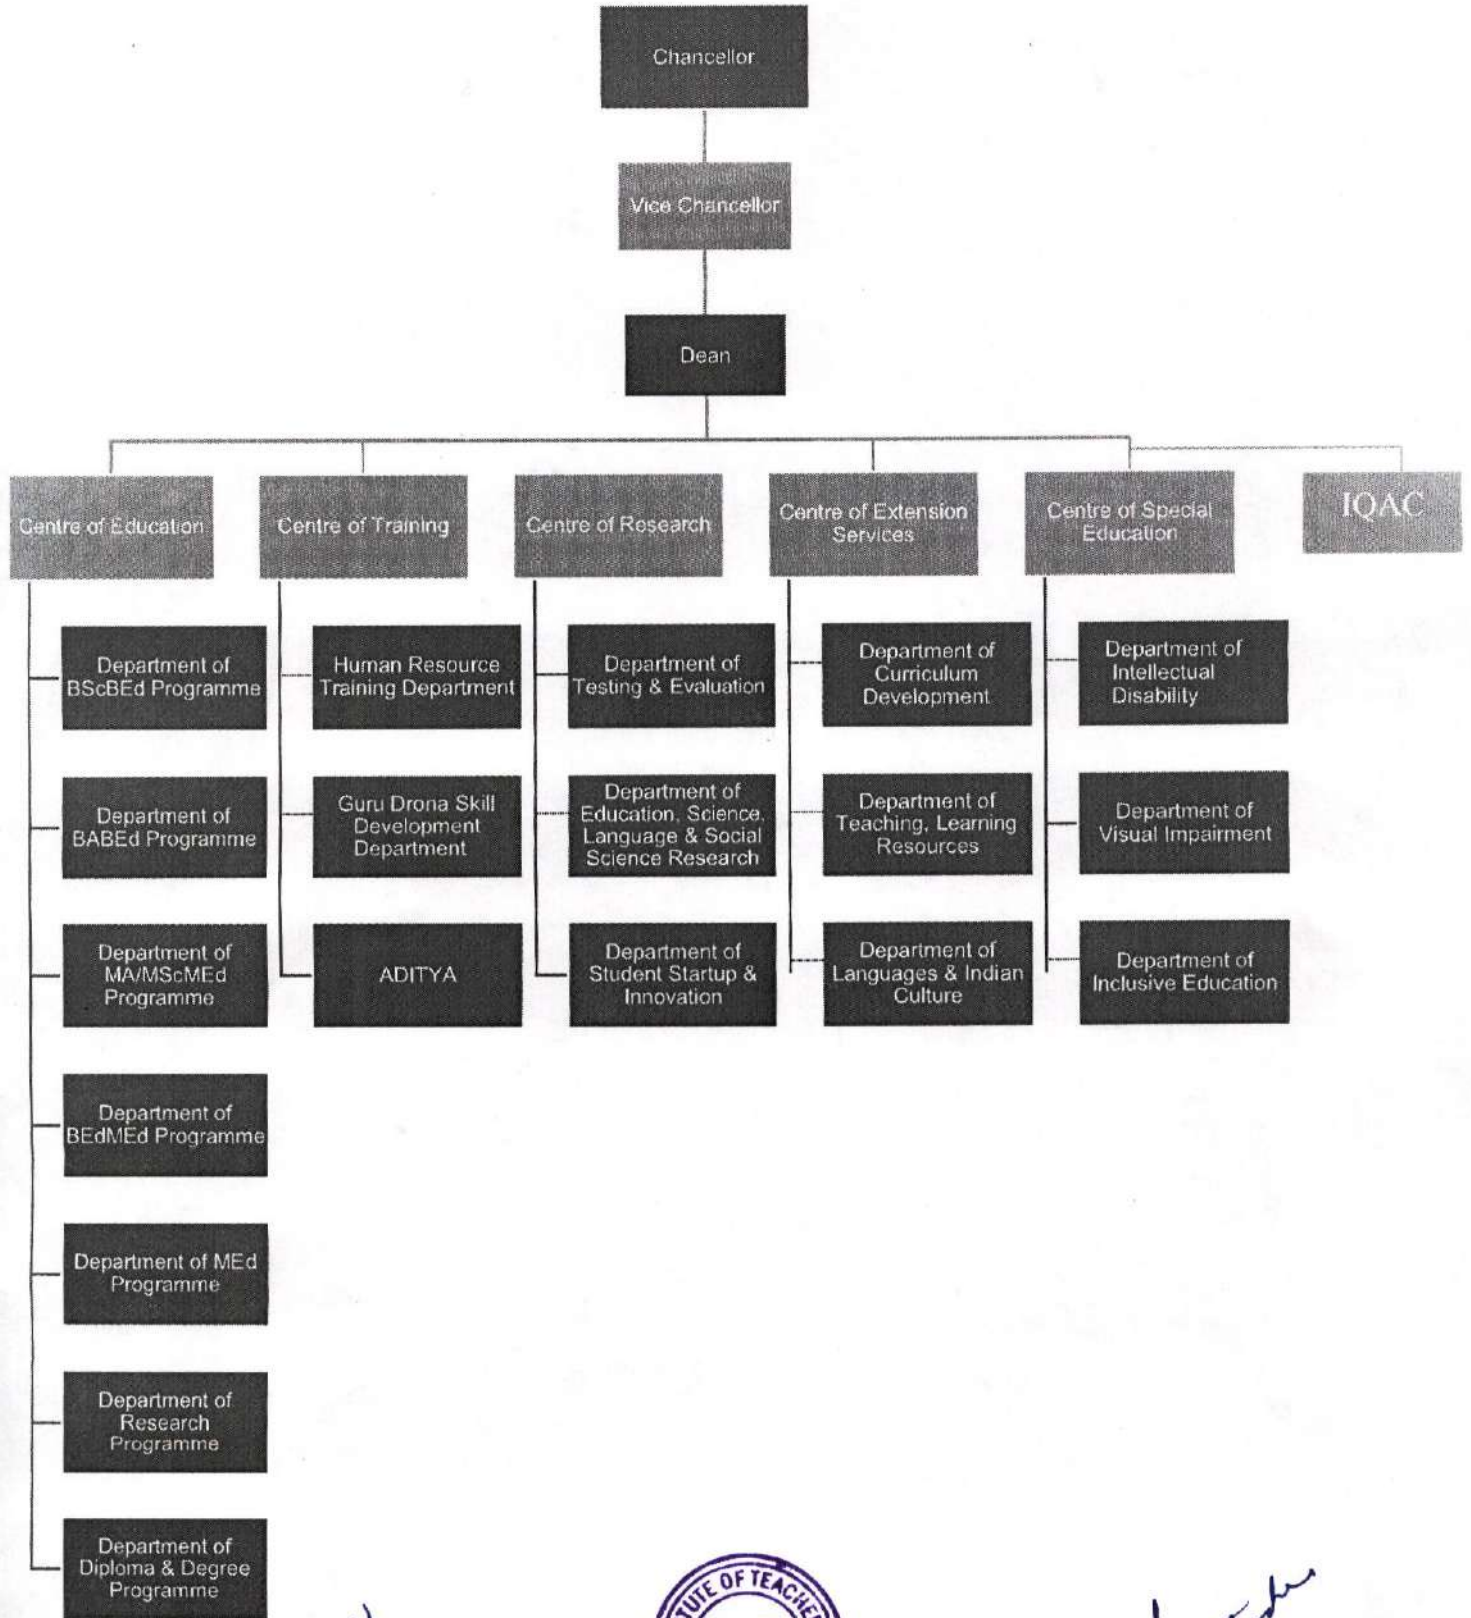 Chancellor
Vice Chancellor
Dean
Centre of Education
Centre of Training
Centre of Research
Centre of Extension
Services
Centre of Special
Education
IQAC
Department of
BScBEd Programme
Human Resource
Training Department
Department of
Testing & Evaluation
Department of
Curriculum
Development
Department of
Intellectual
Disability
Department of
BABEd Programme
Guru Drona Skill
Development
Department
Department of
Education, Science,
Language & Social
Science Research
Department of
Teaching, Learning
Resources
Department of
Visual Impairment
Department of
MA/MScMEd
Programme
ADITYA
Department of
Student Startup &
Innovation
Department of
Languages & Indian
Culture
Department of
Inclusive Education
Department of
BEdMEd Programme
Department of MEd
Programme
Department of
Research
Programme
Department of
Diploma & Degree
Programme
OF